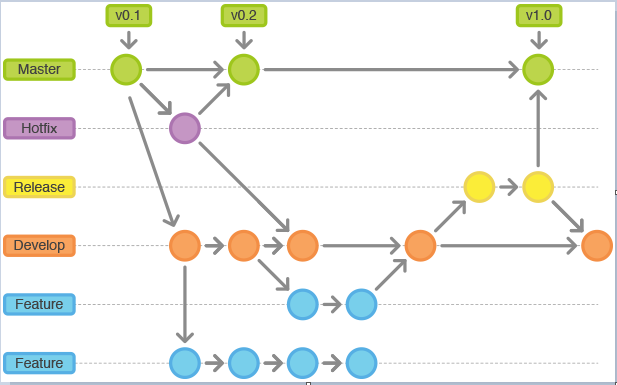 v0.1
v0.2
v1.0
Master
Hotfix
Release
Develop
Feature
Feature